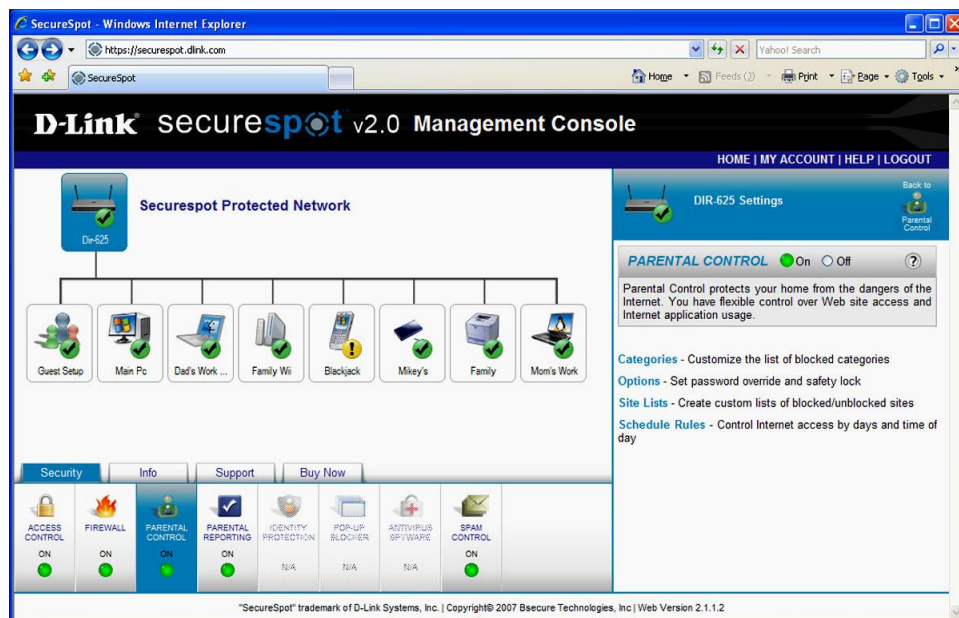 SecureSpot - Windows Internet Explorer
https://securespot.dlink.com
Yahoo! Search
SecureSpot
Home
Feeds (J)
Print
Page
Tools
D-Link securespot v2.0 Management Console
HOME | MY ACCOUNT | HELP | LOGOUT
Dir-625
Securespot Protected Network
Guest Setup
Main Pc
Dad's Work ...
Family Wii
Blackjack
Mikey's
Family
Mom's Work
DIR-625 Settings
Back to
Parental
Control
PARENTAL CONTROL On Off ?
Parental Control protects your home from the dangers of the
Internet. You have flexible control over Web site access and
Internet application usage.
Categories - Customize the list of blocked categories
Options - Set password override and safety lock
Site Lists - Create custom lists of blocked/unblocked sites
Schedule Rules - Control Internet access by days and time of
day
Security
Info
Support
Buy Now
ACCESS
CONTROL
ON
FIREWALL
ON
PARENTAL
CONTROL
ON
PARENTAL
REPORTING
ON
IDENTITY
PROTECTION
N/A
POP-UP
BLOCKER
N/A
ANTIVIRUS
SPYWARE
N/A
SPAM
CONTROL
ON
"SecureSpot" trademark of D-Link Systems, Inc. | Copyright© 2007 Bsecure Technologies, Inc | Web Version 2.1.1.2